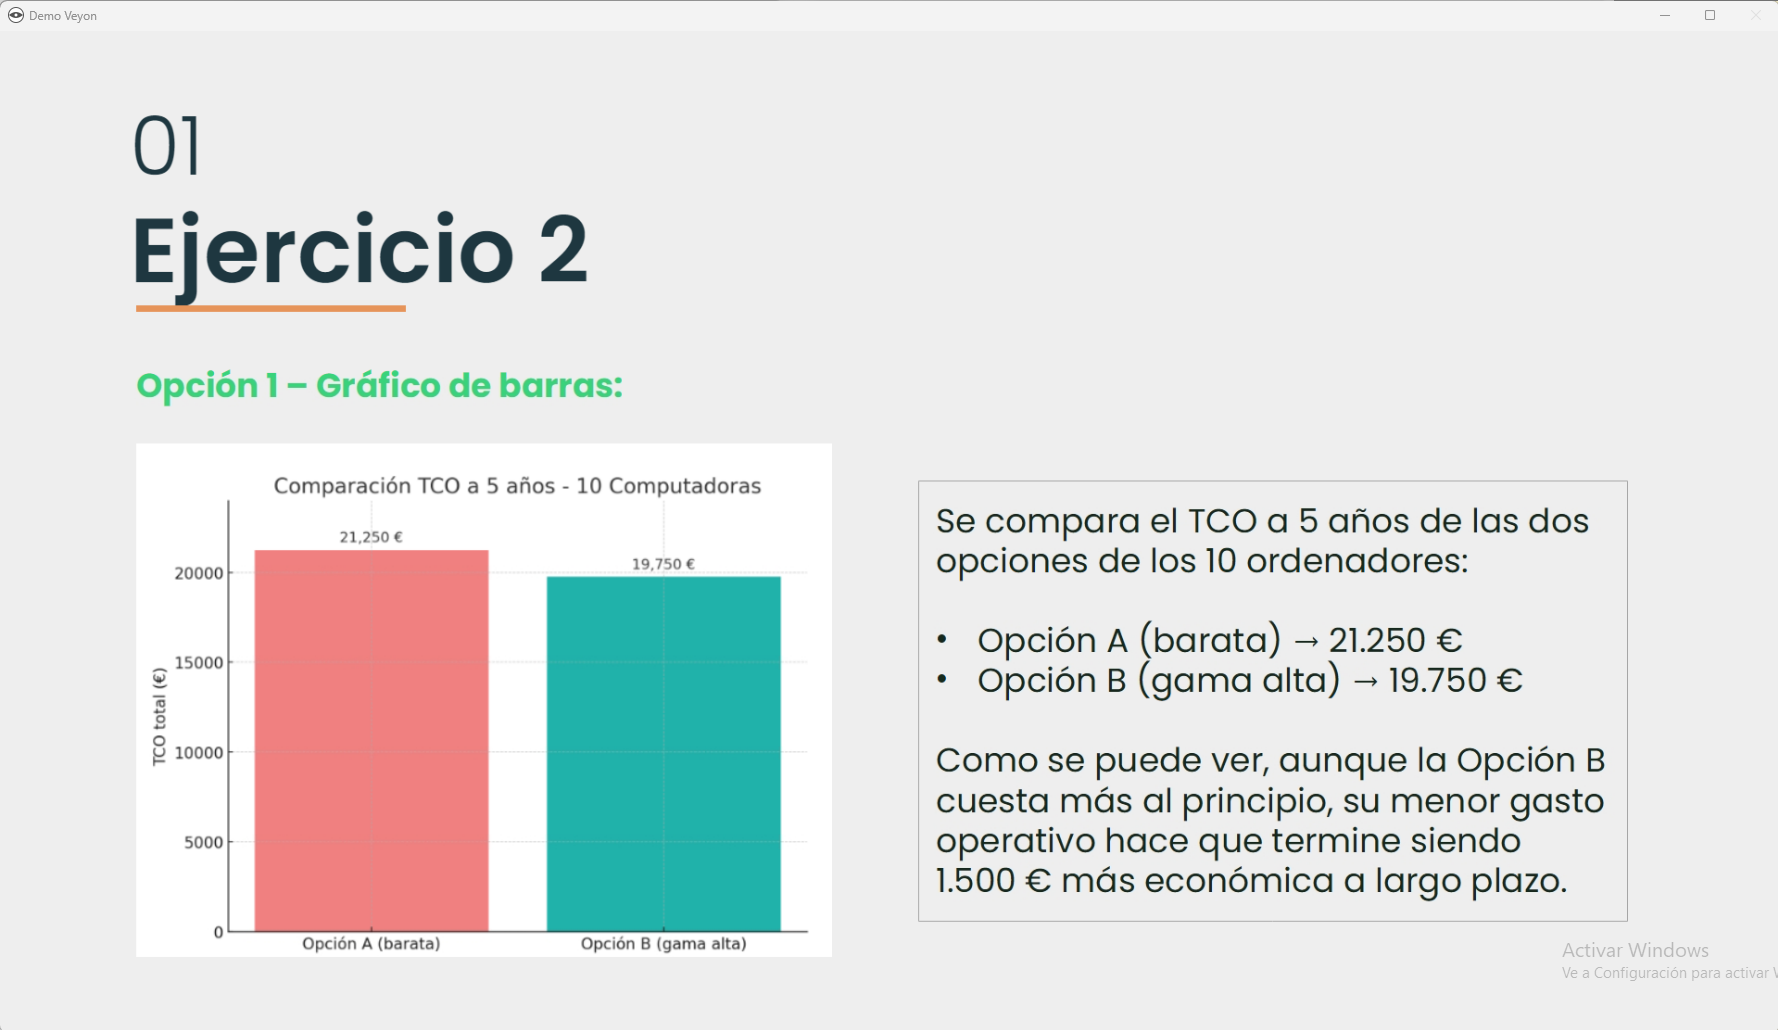 Demo Veyon
01
Ejercicio 2
Opción 1 – Gráfico de barras:
Comparación TCO a 5 años - 10 Computadoras
21,250 €
19,750 €
20000
15000
10000
5000
0
TCO total (€)
Opción A (barata)
Opción B (gama alta)
Se compara el TCO a 5 años de las dos
opciones de los 10 ordenadores:
• Opción A (barata) → 21.250 €
• Opción B (gama alta) → 19.750 €
Como se puede ver, aunque la Opción B
cuesta más al principio, su menor gasto
operativo hace que termine siendo
1.500 € más económica a largo plazo.
Activar Windows
Ve a Configuración para activar